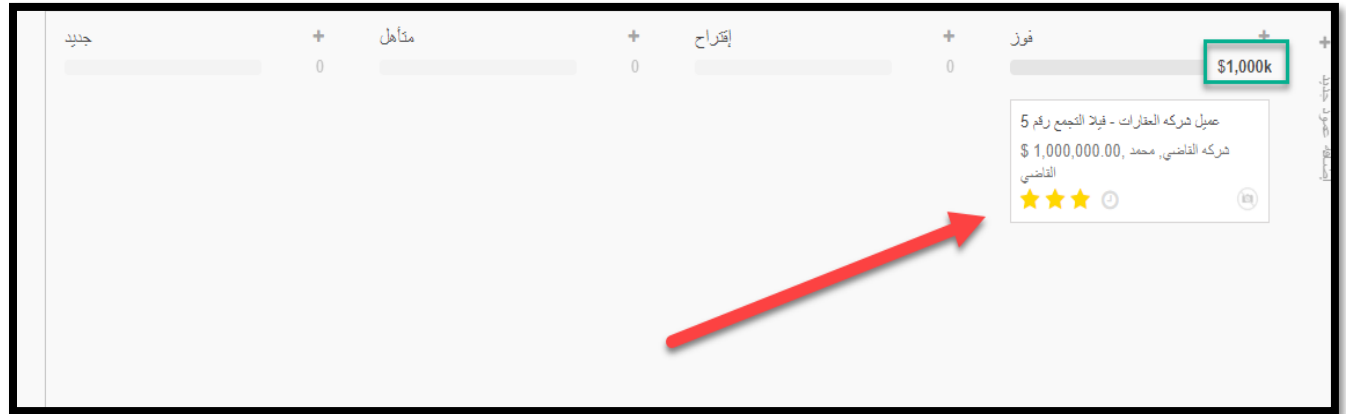 جديد
+
متأهل
+
إقتراح
+
فوز
+
+
0
0
0
$1,000k
إضافة عمود جديد
عميل شركه العقارات - فيلا التجمع رقم 5
$ 1,000,000.00, شركه القاضي, محمد
القاضي